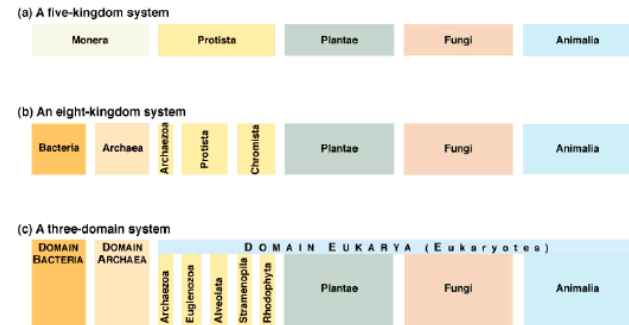 (a) A five-kingdom system
Monera Protista Plantae Fungi Animalia
(b) An eight-kingdom system
Bacteria Archaea Archaezoa Protista Chromista Plantae Fungi Animalia
(c) A three-domain system
DOMAIN BACTERIA DOMAIN ARCHAEA DOMAIN EUKARYA (Eukaryotes)
Archaezoa Euglenozoa Alveolata Stramenopila Rhodophyta Plantae Fungi Animalia